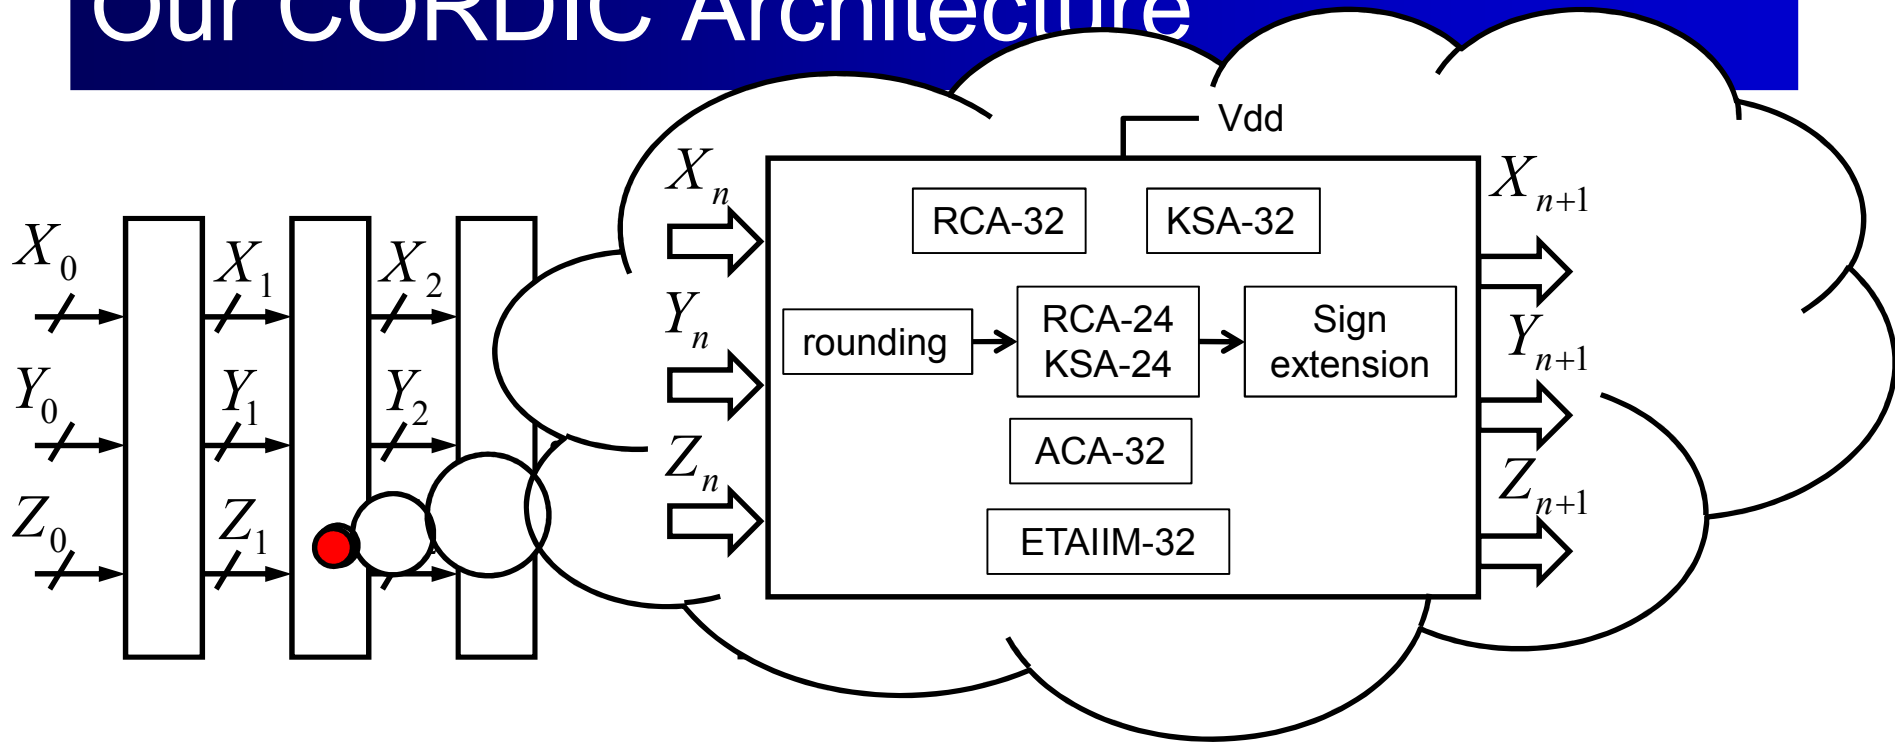 Our CORDIC Architecture
Vdd
X0
X1
X2
Y0
Y1
Y2
Z0
Z1
Xn
Yn
Zn
RCA-32
KSA-32
rounding
RCA-24
KSA-24
Sign
extension
ACA-32
ETAIIM-32
Xn+1
Yn+1
Zn+1